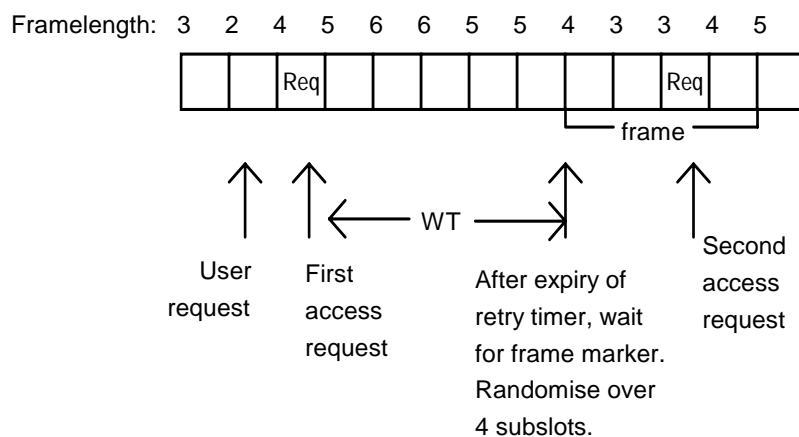 Framelength: 3 2 4 5 6 6 5 5 4 3 3 4 5
Req Req
frame
WT
User
request
First
access
request
After expiry of
retry timer, wait
for frame marker.
Randomise over
4 subslots.
Second
access
request